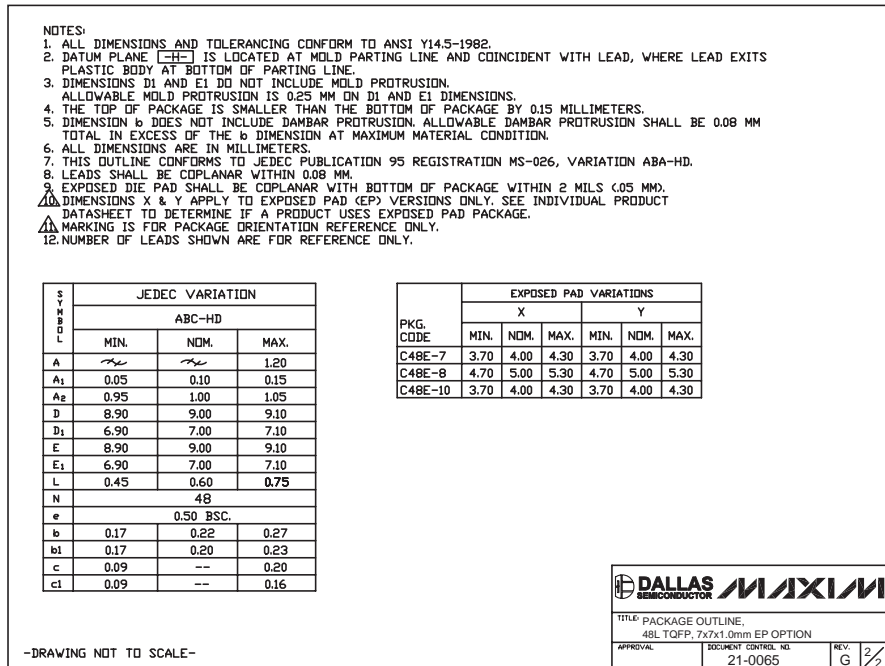 NOTES:
1. ALL DIMENSIONS AND TOLERANCING CONFORM TO ANSI Y14.5-1982.
2. DATUM PLANE -H- IS LOCATED AT MOLD PARTING LINE AND COINCIDENT WITH LEAD, WHERE LEAD EXITS
PLASTIC BODY AT BOTTOM OF PARTING LINE.
3. DIMENSIONS D1 AND E1 DO NOT INCLUDE MOLD PROTRUSION.
ALLOWABLE MOLD PROTRUSION IS 0.25 MM ON D1 AND E1 DIMENSIONS.
4. THE TOP OF PACKAGE IS SMALLER THAN THE BOTTOM OF PACKAGE BY 0.15 MILLIMETERS.
5. DIMENSION b DOES NOT INCLUDE DAMBAR PROTRUSION. ALLOWABLE DAMBAR PROTRUSION SHALL BE 0.08 MM
TOTAL IN EXCESS OF THE b DIMENSION AT MAXIMUM MATERIAL CONDITION.
6. ALL DIMENSIONS ARE IN MILLIMETERS.
7. THIS OUTLINE CONFORMS TO JEDEC PUBLICATION 95 REGISTRATION MS-026, VARIATION ABA-HD.
8. LEADS SHALL BE COPLANAR WITHIN 0.08 MM.
9. EXPOSED DIE PAD SHALL BE COPLANAR WITH BOTTOM OF PACKAGE WITHIN 2 MILS (.05 MM).
10. DIMENSIONS X & Y APPLY TO EXPOSED PAD (EP) VERSIONS ONLY. SEE INDIVIDUAL PRODUCT
DATASHEET TO DETERMINE IF A PRODUCT USES EXPOSED PAD PACKAGE.
11. MARKING IS FOR PACKAGE ORIENTATION REFERENCE ONLY.
12. NUMBER OF LEADS SHOWN ARE FOR REFERENCE ONLY.
SYMBOL JEDEC VARIATION
ABC-HD
MIN. NOM. MAX.
A 1.20
A1 0.05 0.10 0.15
A2 0.95 1.00 1.05
D 8.90 9.00 9.10
D1 6.90 7.00 7.10
E 8.90 9.00 9.10
E1 6.90 7.00 7.10
L 0.45 0.60 0.75
N 48
e 0.50 BSC.
b 0.17 0.22 0.27
b1 0.17 0.20 0.23
c 0.09 -- 0.20
c1 0.09 -- 0.16
PKG. CODE EXPOSED PAD VARIATIONS
X Y
MIN. NOM. MAX. MIN. NOM. MAX.
C48E-7 3.70 4.00 4.30 3.70 4.00 4.30
C48E-8 4.70 5.00 5.30 4.70 5.00 5.30
C48E-10 3.70 4.00 4.30 3.70 4.00 4.30
DALLAS SEMICONDUCTOR MAXIM
TITLE: PACKAGE OUTLINE,
48L TQFP, 7x7x1.0mm EP OPTION
APPROVAL DOCUMENT CONTROL NO. REV.
21-0065 G 2/2
-DRAWING NOT TO SCALE-